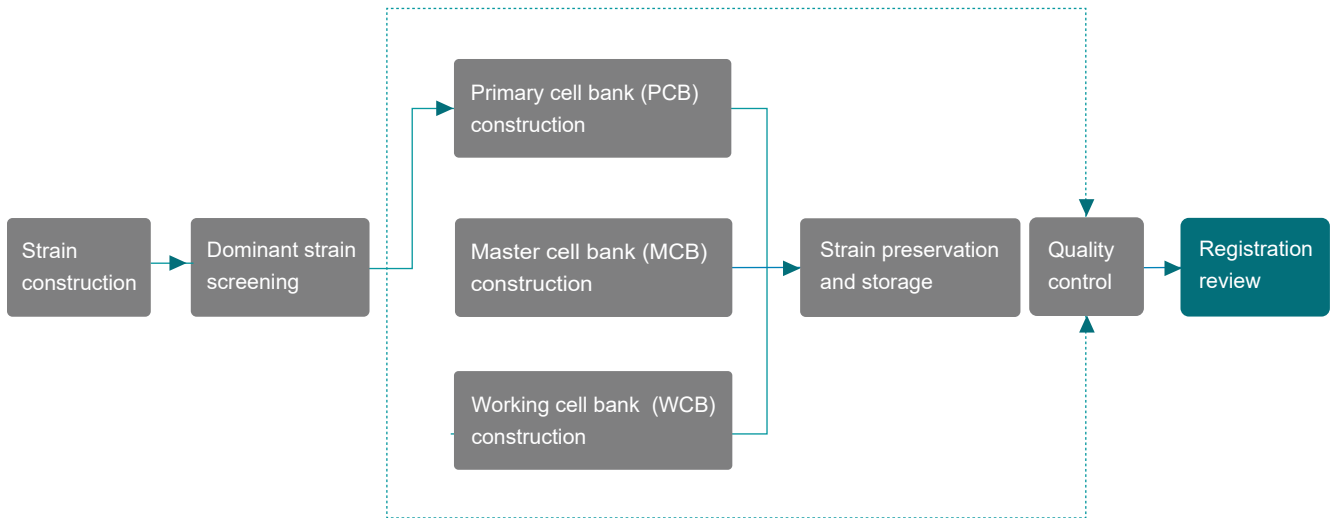 Strain
construction
Dominant strain
screening
Primary cell bank (PCB)
construction
Master cell bank (MCB)
construction
Working cell bank  (WCB)
construction
Strain preservation
and storage
Quality
control
Registration
review